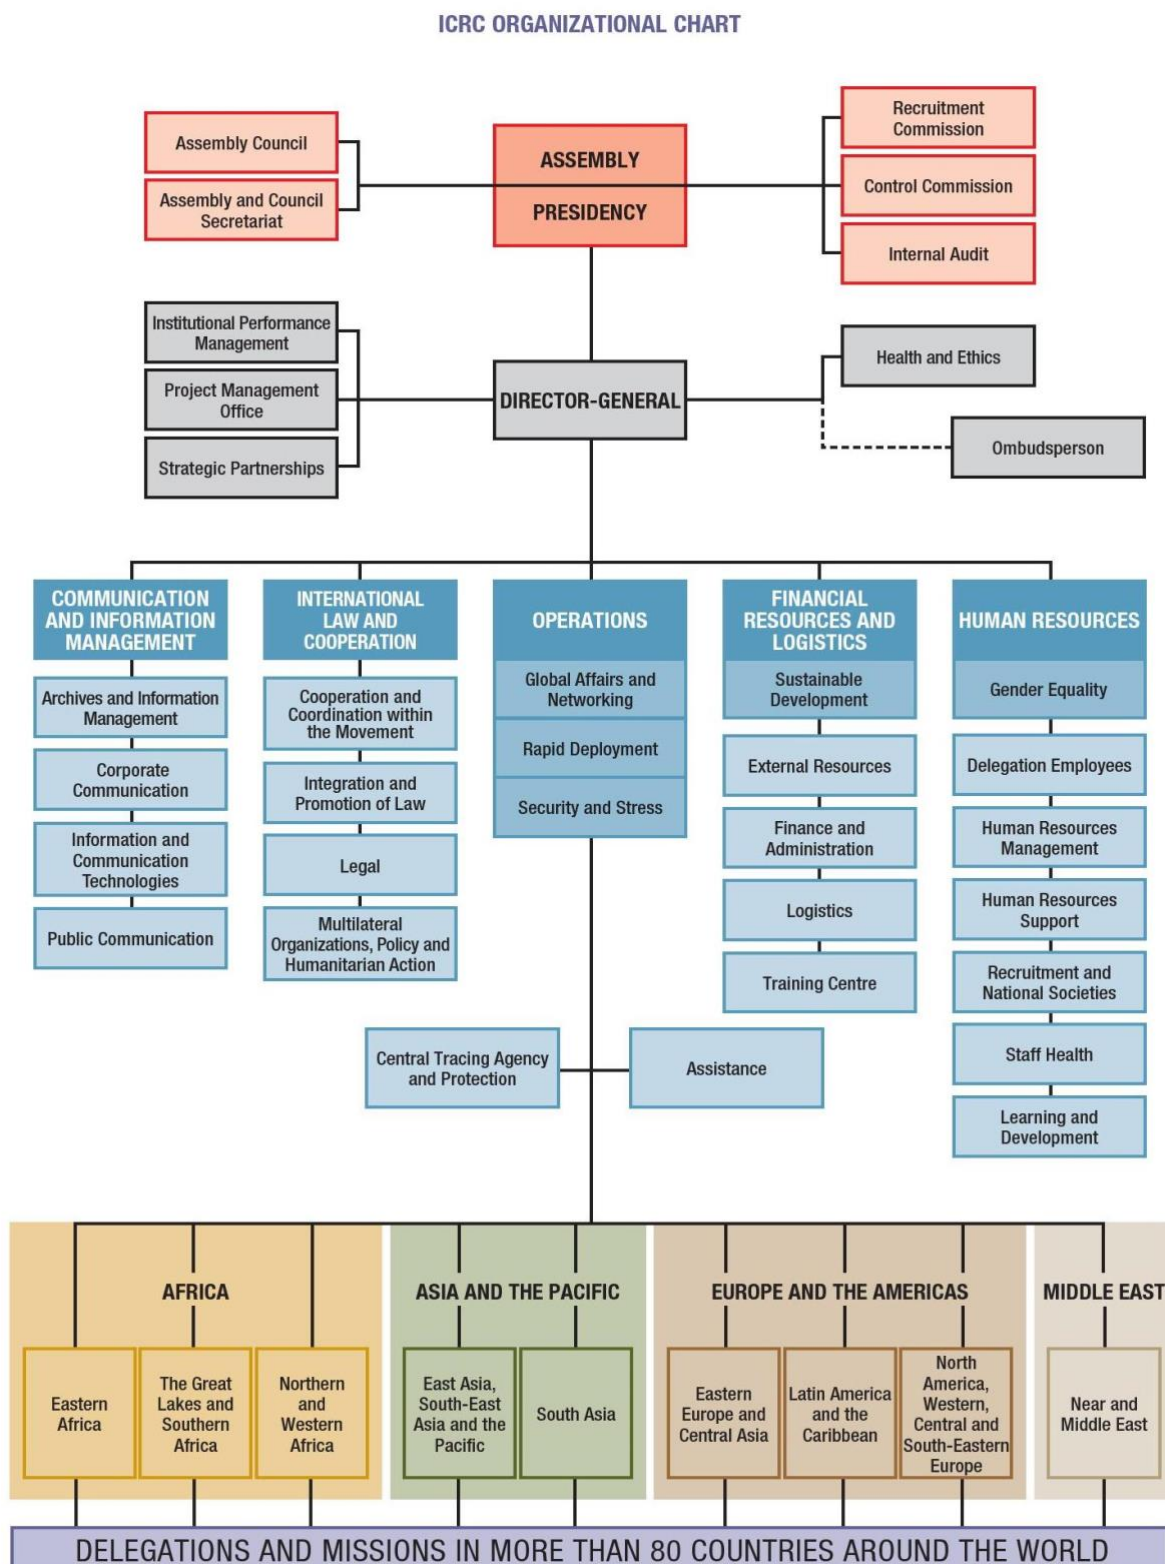 ICRC ORGANIZATIONAL CHART
Assembly Council
Assembly and Council
Secretariat
ASSEMBLY
PRESIDENCY
Recruitment
Commission
Control Commission
Internal Audit
Institutional Performance
Management
Project Management
Office
Strategic Partnerships
DIRECTOR-GENERAL
Health and Ethics
Ombudsperson
COMMUNICATION
AND INFORMATION
MANAGEMENT
Archives and Information
Management
Corporate
Communication
Information and
Communication
Technologies
Public Communication
INTERNATIONAL
LAW AND
COOPERATION
Cooperation and
Coordination within
the Movement
Integration and
Promotion of Law
Legal
Multilateral
Organizations, Policy and
Humanitarian Action
OPERATIONS
Global Affairs and
Networking
Rapid Deployment
Security and Stress
FINANCIAL
RESOURCES AND
LOGISTICS
Sustainable
Development
External Resources
Finance and
Administration
Logistics
Training Centre
HUMAN RESOURCES
Gender Equality
Delegation Employees
Human Resources
Management
Human Resources
Support
Recruitment and
National Societies
Staff Health
Learning and
Development
Central Tracing Agency
and Protection
Assistance
AFRICA
Eastern
Africa
The Great
Lakes and
Southern
Africa
Northern
and
Western
Africa
ASIA AND THE PACIFIC
East Asia,
South-East
Asia and the
Pacific
South Asia
EUROPE AND THE AMERICAS
Eastern
Europe and
Central Asia
Latin America
and the
Caribbean
North
America,
Western,
Central and
South-Eastern
Europe
MIDDLE EAST
Near and
Middle East
DELEGATIONS AND MISSIONS IN MORE THAN 80 COUNTRIES AROUND THE WORLD